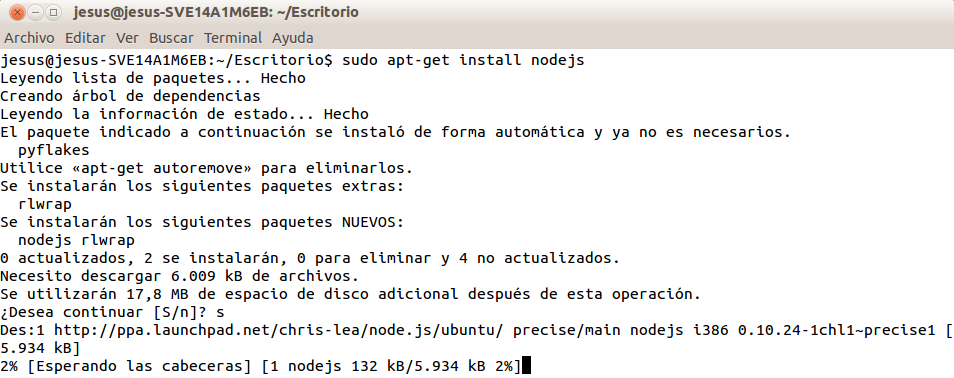 jesus@jesus-SVE14A1M6EB: ~/Escritorio
Archivo Editar Ver Buscar Terminal Ayuda
jesus@jesus-SVE14A1M6EB:~/Escritorio$ sudo apt-get install nodejs
Leyendo lista de paquetes... Hecho
Creando árbol de dependencias
Leyendo la información de estado... Hecho
El paquete indicado a continuación se instaló de forma automática y ya no es necesarios.
  pyflakes
Utilice «apt-get autoremove» para eliminarlos.
Se instalarán los siguientes paquetes extras:
  rlwrap
Se instalarán los siguientes paquetes NUEVOS:
  nodejs rlwrap
0 actualizados, 2 se instalarán, 0 para eliminar y 4 no actualizados.
Necesito descargar 6.009 kB de archivos.
Se utilizarán 17,8 MB de espacio de disco adicional después de esta operación.
¿Desea continuar [S/n]? s
Des:1 http://ppa.launchpad.net/chris-lea/node.js/ubuntu/ precise/main nodejs i386 0.10.24-1chl1~precise1 [
5.934 kB]
2% [Esperando las cabeceras] [1 nodejs 132 kB/5.934 kB 2%]